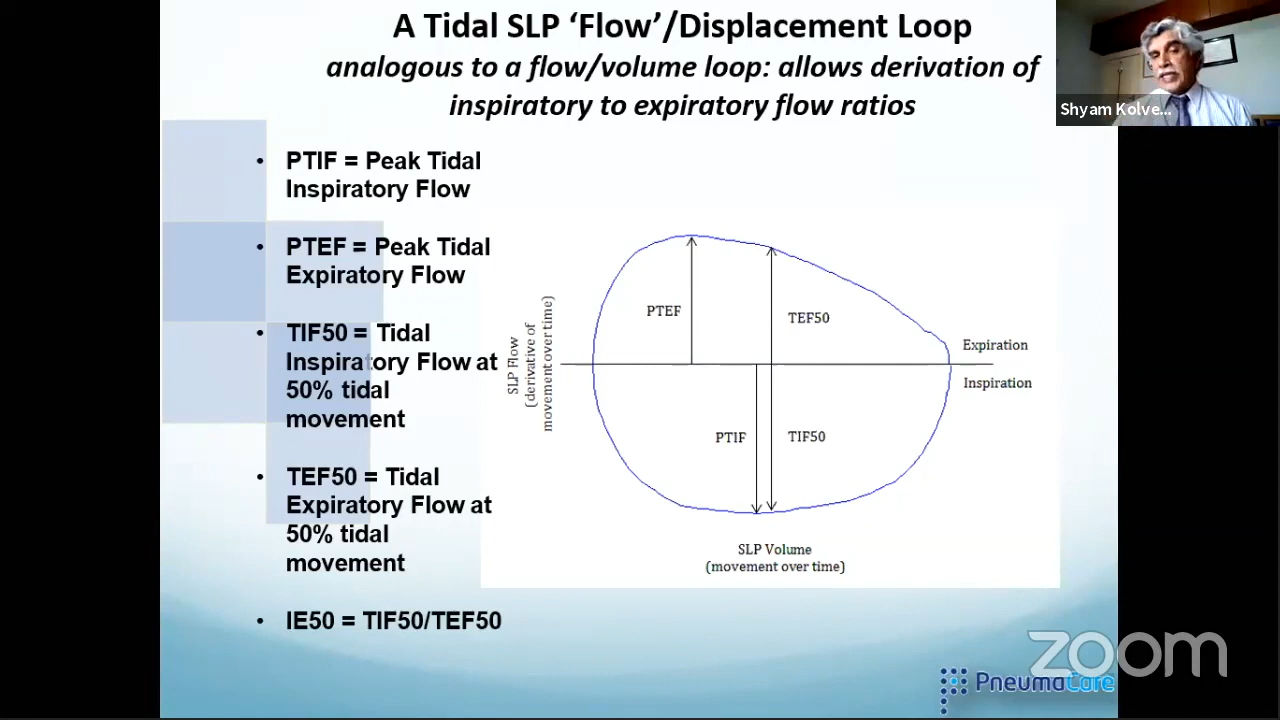 A Tidal SLP ‘Flow’/Displacement Loop
analogous to a flow/volume loop: allows derivation of
inspiratory to expiratory flow ratios
Shyam Kolve...
• PTIF = Peak Tidal
Inspiratory Flow
• PTEF = Peak Tidal
Expiratory Flow
• TIF50 = Tidal
Inspiratory Flow at
50% tidal
movement
• TEF50 = Tidal
Expiratory Flow at
50% tidal
movement
• IE50 = TIF50/TEF50
SLP Flow
(derivative of
movement over time)
PTEF
TEF50
Expiration
Inspiration
PTIF
TIF50
SLP Volume
(movement over time)
zoom
PneumaCare